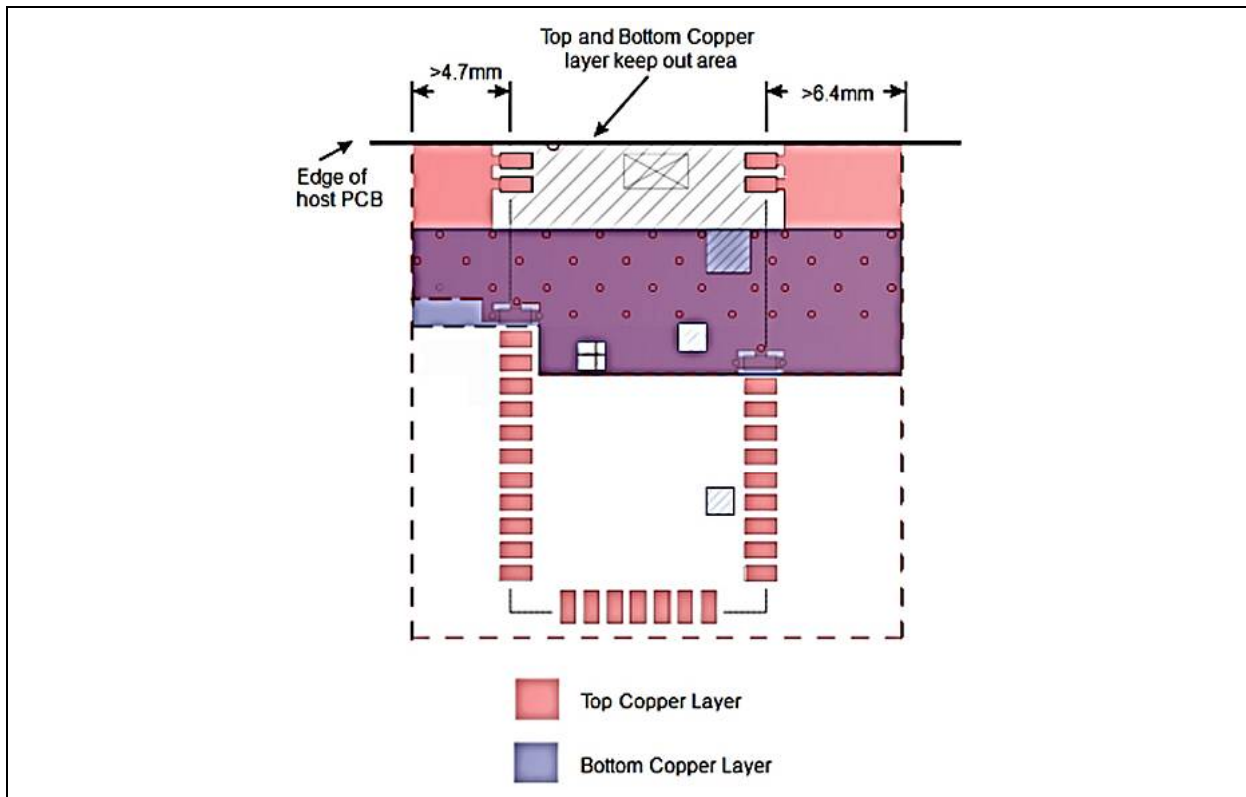 Top and Bottom Copper
layer keep out area
>4.7mm
>6.4mm
Edge of
host PCB
Top Copper Layer
Bottom Copper Layer